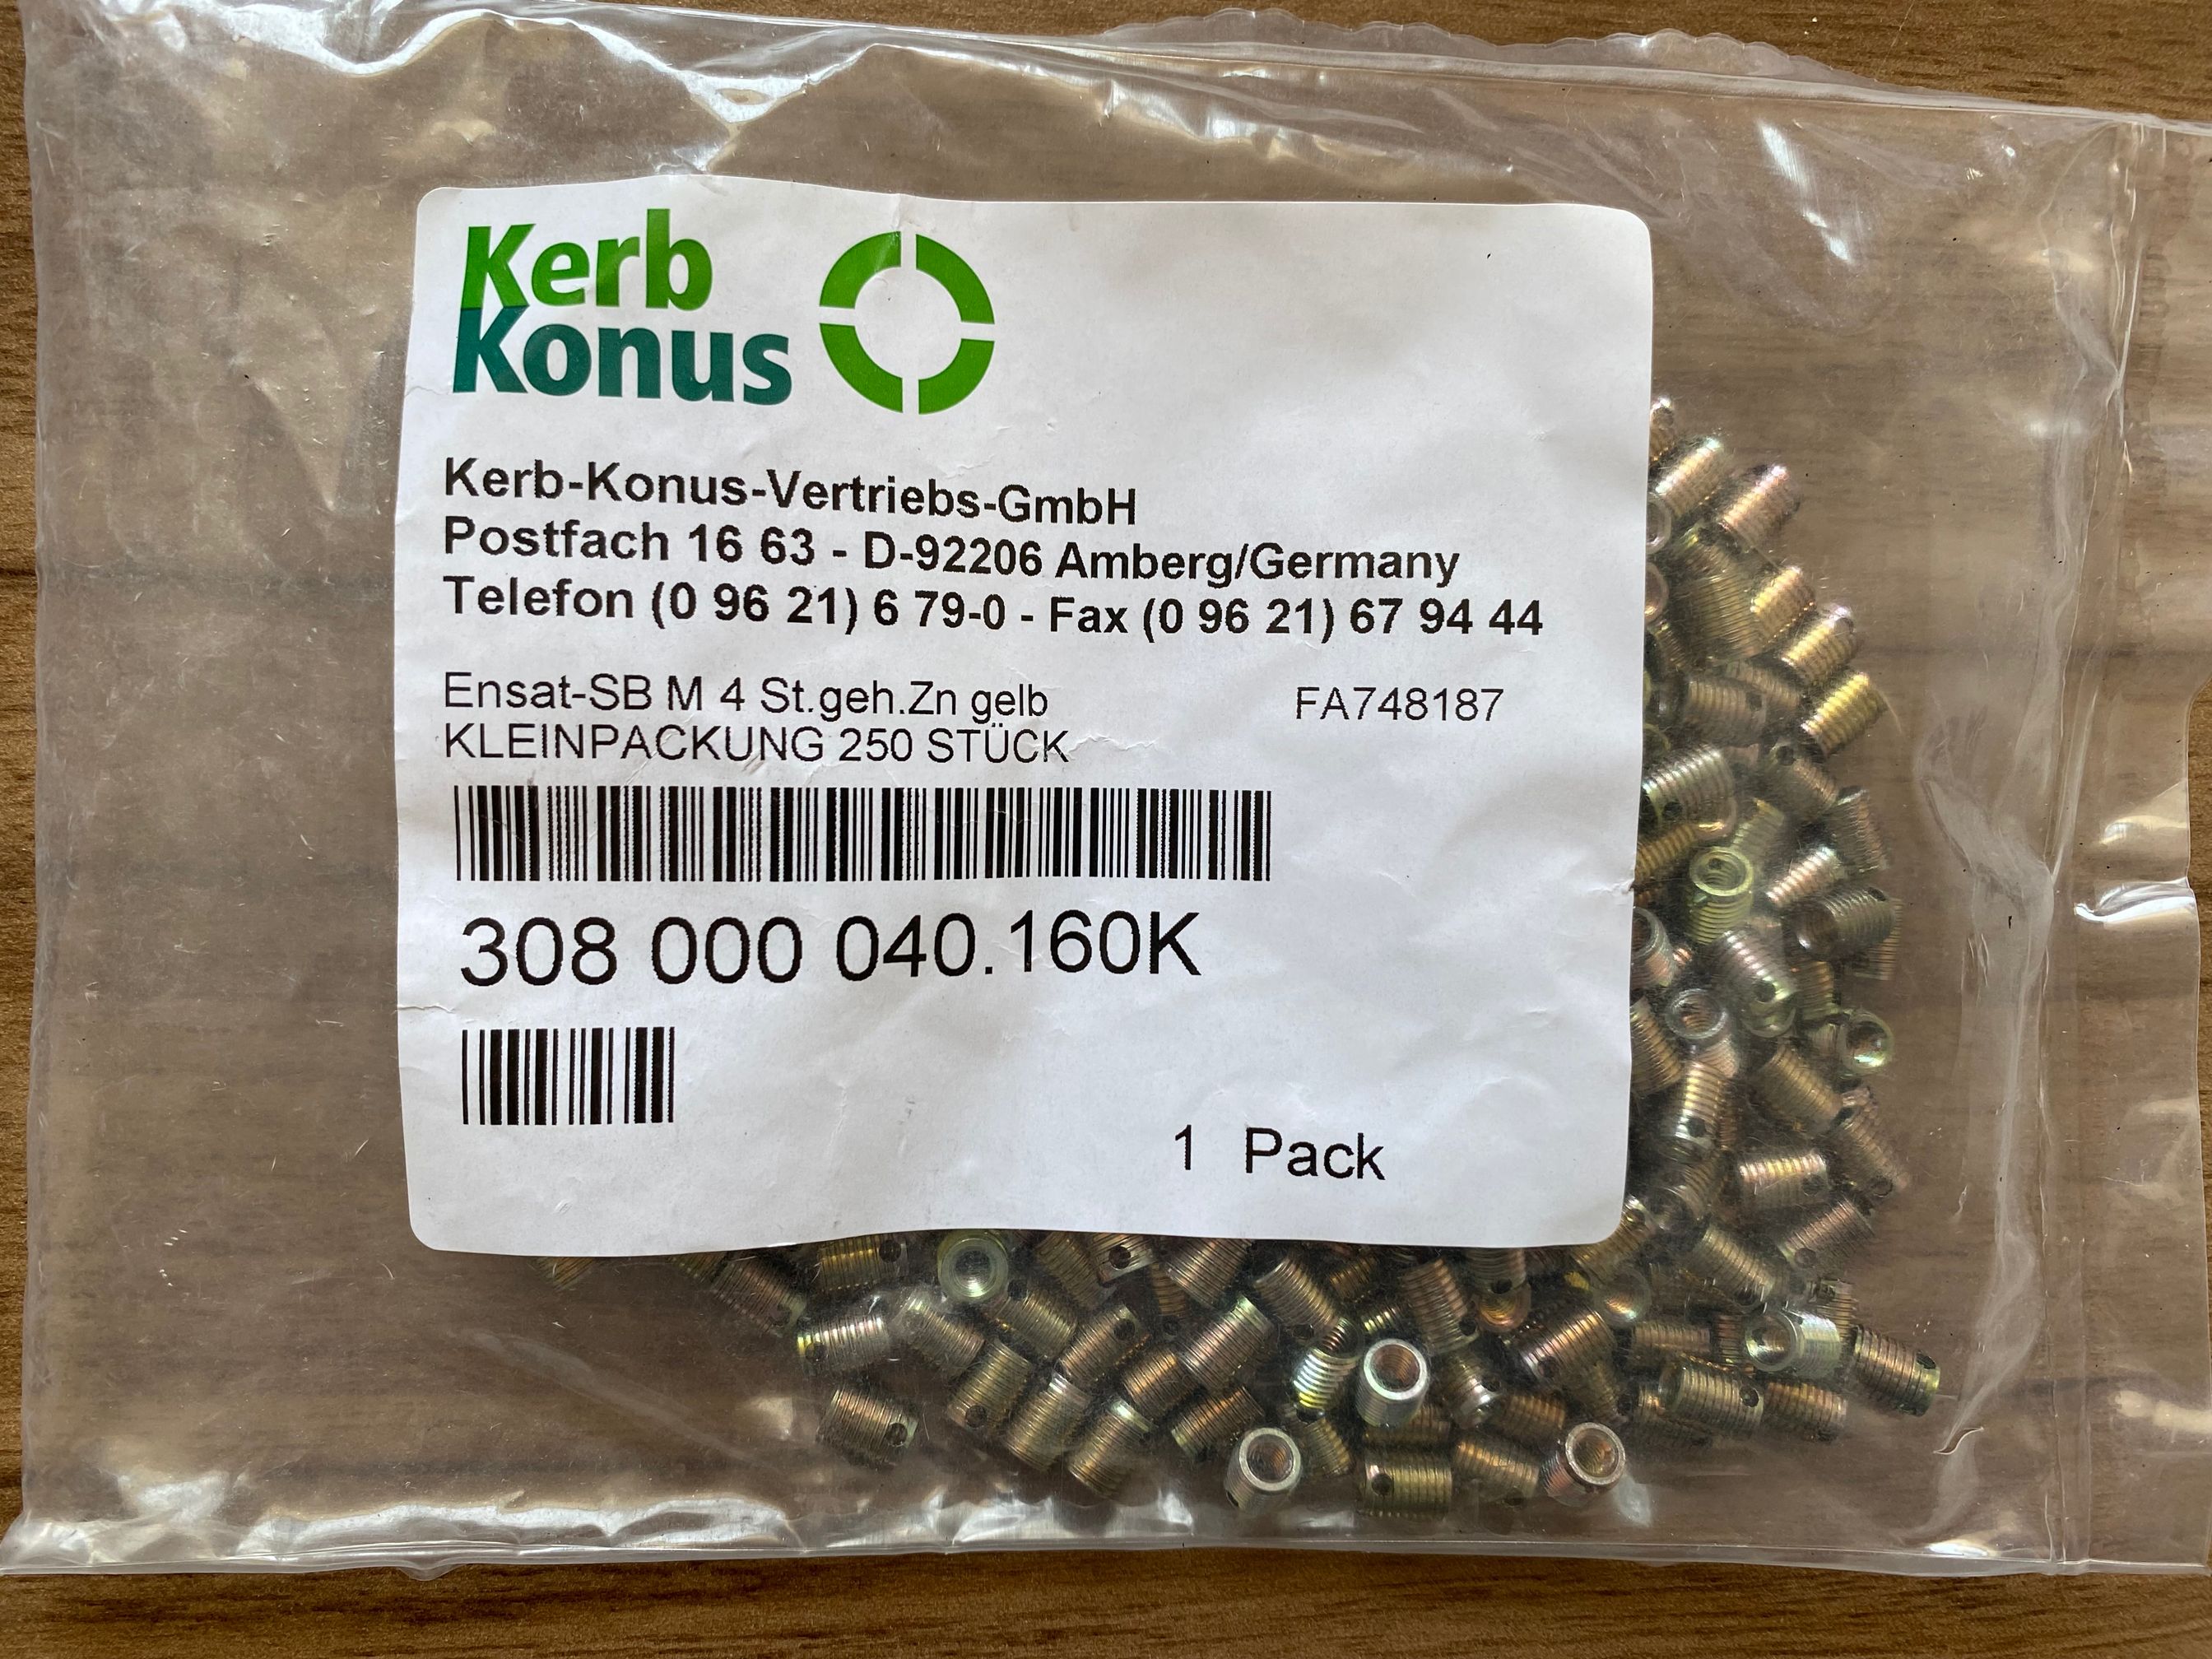 Kerb
Konus
Kerb-Konus-Vertriebs-GmbH
Postfach 16 63 - D-92206 Amberg/Germany
Telefon (0 96 21) 6 79-0 - Fax (0 96 21) 67 94 44
Ensat-SB M 4 St.geh.Zn gelb FA748187
KLEINPACKUNG 250 STÜCK
308 000 040.160K
1 Pack